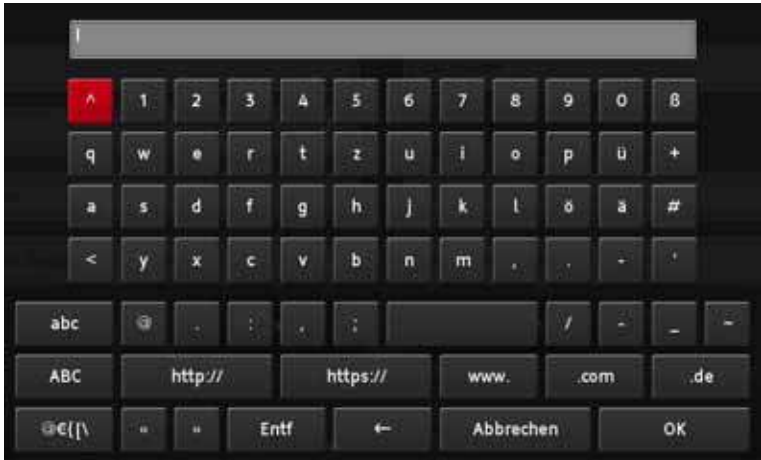 ^ 1 2 3 4 5 6 7 8 9 0 ß
q w e r t z u i o p ü +
a s d f g h j k l ö ä #
< y x c v b n m , . - '
abc @ . : , ; / - _ ~
ABC http:// https:// www. .com .de
@€{[\ « » Entf ← Abbrechen OK